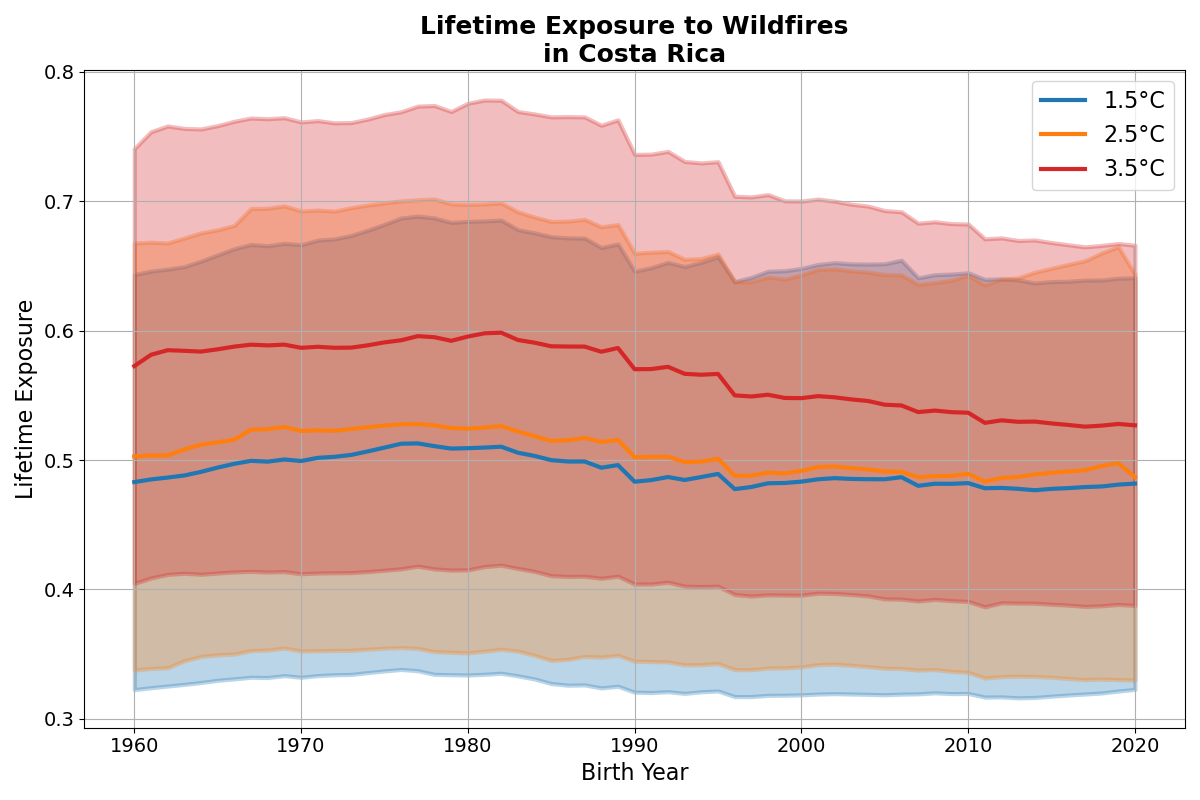 Lifetime Exposure to Wildfires
in Costa Rica
1.5°C
2.5°C
3.5°C
Lifetime Exposure
0.8
0.7
0.6
0.5
0.4
0.3
1960
1970
1980
1990
2000
2010
2020
Birth Year